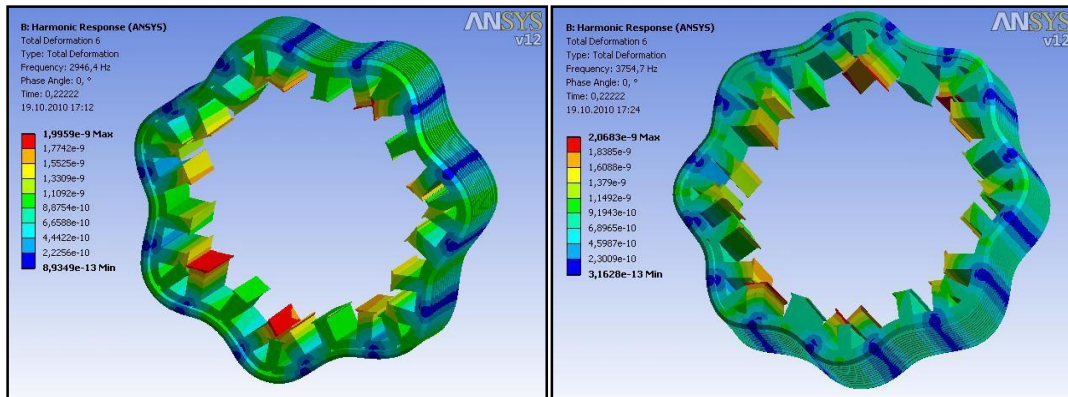 B: Harmonic Response (ANSYS)
Total Deformation 6
Type: Total Deformation
Frequency: 2946,4 Hz
Phase Angle: 0, °
Time: 0,22222
19.10.2010 17:12
1,9959e-9 Max
1,7742e-9
1,5525e-9
1,3309e-9
1,1092e-9
8,8754e-10
6,6588e-10
4,4422e-10
2,2256e-10
8,9349e-13 Min
ANSYS
v12
B: Harmonic Response (ANSYS)
Total Deformation 6
Type: Total Deformation
Frequency: 3754,7 Hz
Phase Angle: 0, °
Time: 0,22222
19.10.2010 17:24
2,0683e-9 Max
1,8385e-9
1,6088e-9
1,379e-9
1,1492e-9
9,1943e-10
6,8965e-10
4,5987e-10
2,3009e-10
3,1628e-13 Min
ANSYS
v12